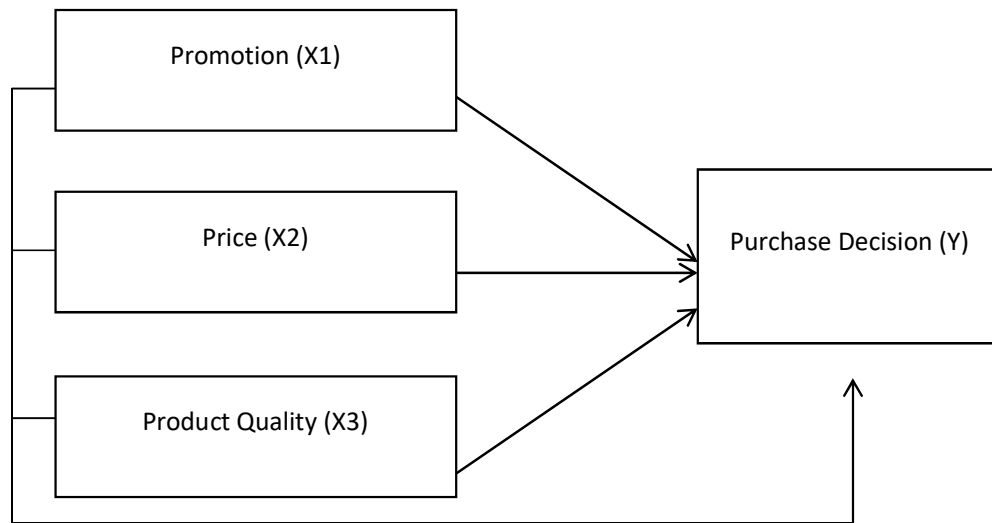 Promotion (X1)
Price (X2)
Purchase Decision (Y)
Product Quality (X3)